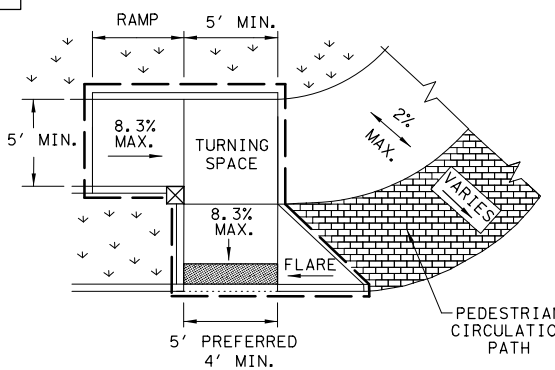 RAMP
5' MIN.
5' MIN.
8.3%
MAX.
TURNING
SPACE
2%
MAX.
VARIES
8.3%
MAX.
FLARE
5' PREFERRED
4' MIN.
PEDESTRIAN
CIRCULATIO
PATH